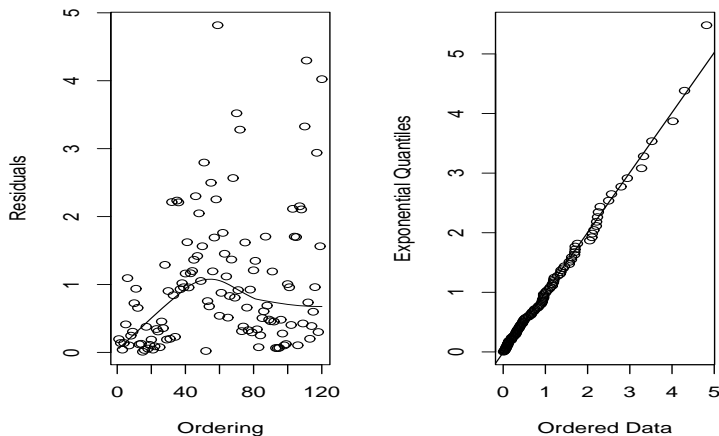 Residuals
5
4
3
2
1
0
0 40 80 120
Ordering
Exponential Quantiles
5
4
3
2
1
0
0 1 2 3 4 5
Ordered Data